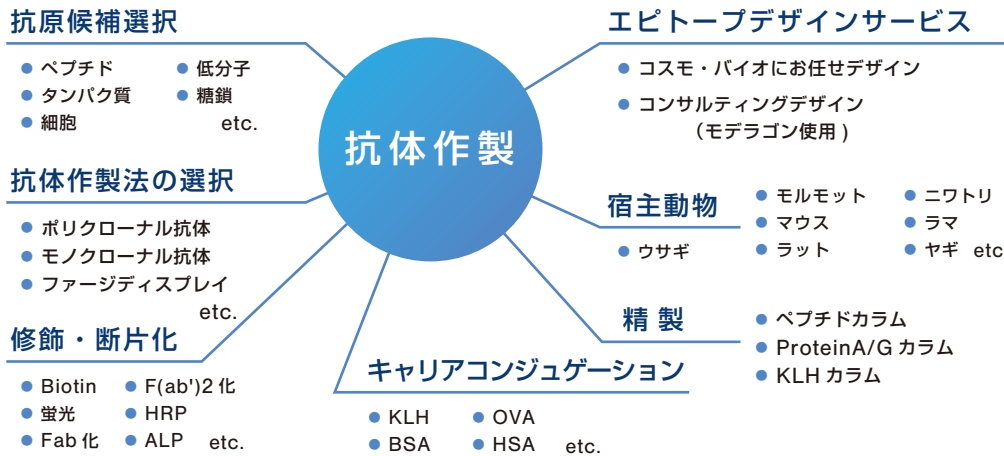 抗体作製
抗原候補選択
● ペプチド ● 低分子
● タンパク質 ● 糖鎖
● 細胞 etc.
抗体作製法の選択
● ポリクローナル抗体
● モノクローナル抗体
● ファージディスプレイ
etc.
修飾・断片化
● Biotin ● F(ab')2 化
● 蛍光 ● HRP
● Fab 化 ● ALP etc.
エピトープデザインサービス
● コスモ・バイオにお任せデザイン
● コンサルティングデザイン
（モデラゴン使用 )
宿主動物
● ウサギ
● モルモット ● ニワトリ
● マウス ● ラマ
● ラット ● ヤギ etc
精 製
● ペプチドカラム
● ProteinA/G カラム
● KLH カラム
キャリアコンジュゲーション
● KLH ● OVA
● BSA ● HSA etc.